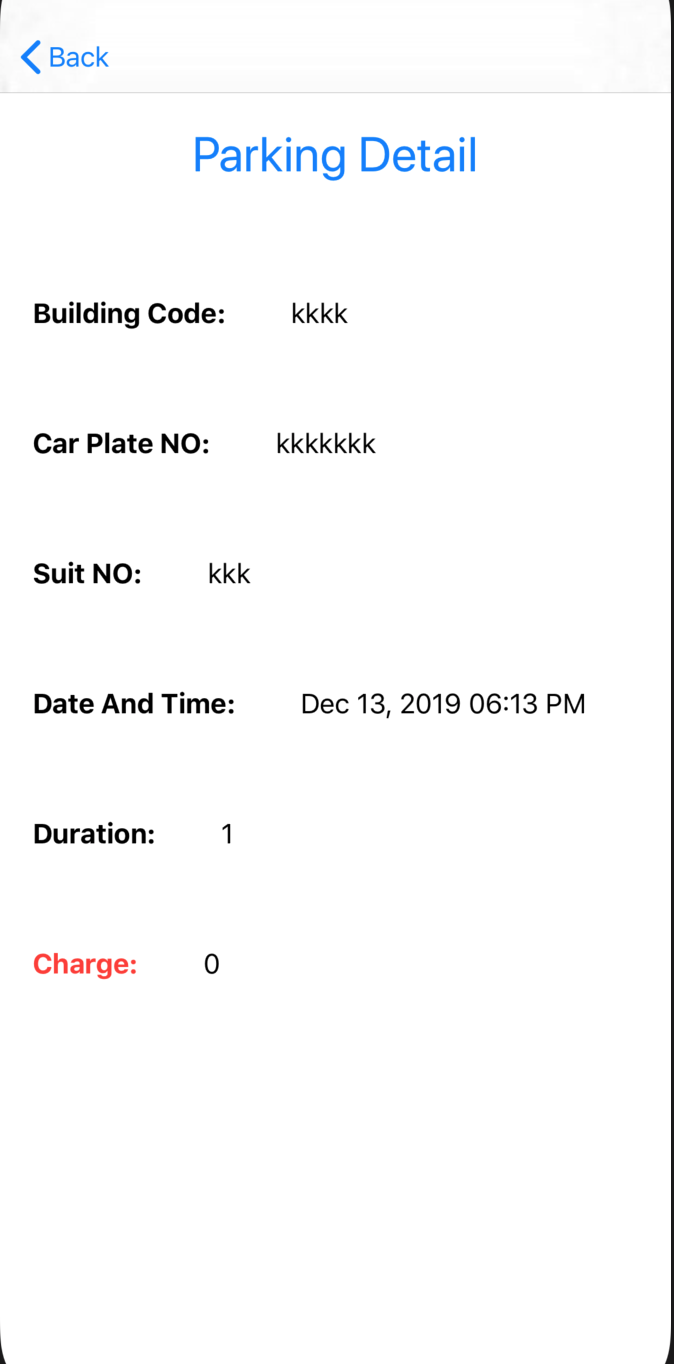 Back
Parking Detail
Building Code: kkkk
Car Plate NO: kkkkkkk
Suit NO: kkk
Date And Time: Dec 13, 2019 06:13 PM
Duration: 1
Charge: 0